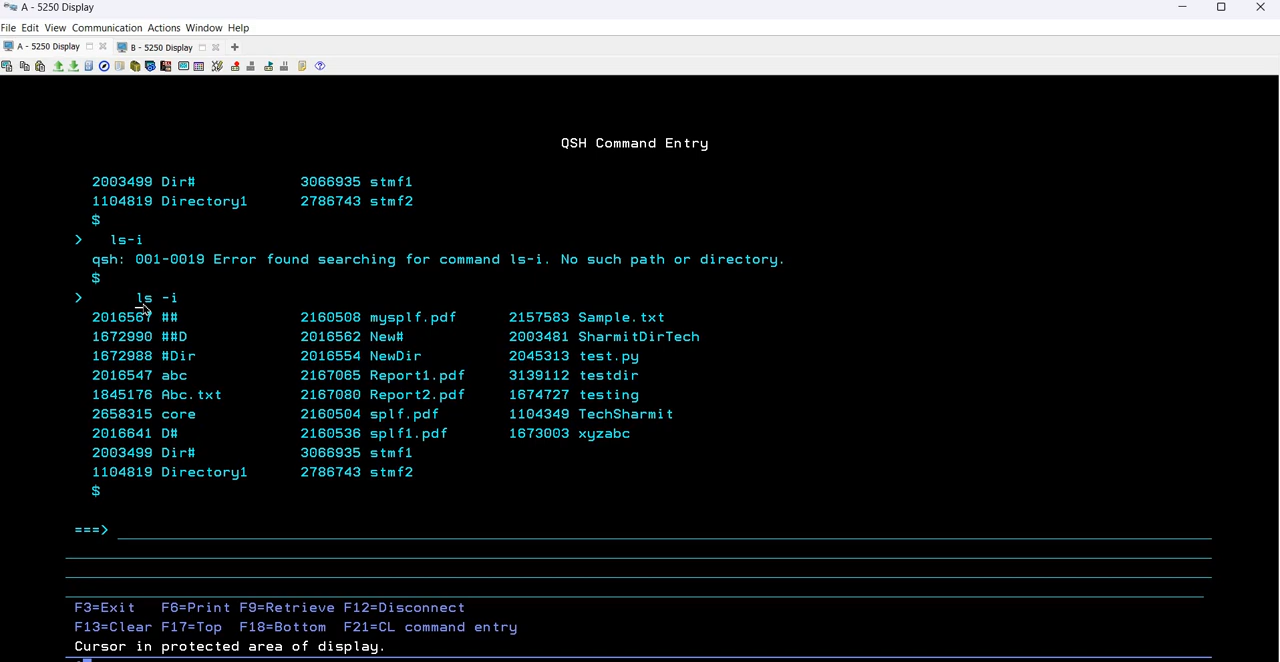 A - 5250 Display
File Edit View Communication Actions Window Help
A - 5250 Display B - 5250 Display
QSH Command Entry
2003499 Dir# 3066935 stmf1
1104819 Directory1 2786743 stmf2
$
> ls-i
qsh: 001-0019 Error found searching for command ls-i. No such path or directory.
$
> ls -i
2016567 ## 2160508 mysplf.pdf 2157583 Sample.txt
1672990 ##D 2016562 New# 2003481 SharmitDirTech
1672988 #Dir 2016554 NewDir 2045313 test.py
2016547 abc 2167065 Report1.pdf 3139112 testdir
1845176 Abc.txt 2167080 Report2.pdf 1674727 testing
2658315 core 2160504 splf.pdf 1104349 TechSharmit
2016641 D# 2160536 splf1.pdf 1673003 xyzabc
2003499 Dir# 3066935 stmf1
1104819 Directory1 2786743 stmf2
$
===>
F3=Exit F6=Print F9=Retrieve F12=Disconnect
F13=Clear F17=Top F18=Bottom F21=CL command entry
Cursor in protected area of display.